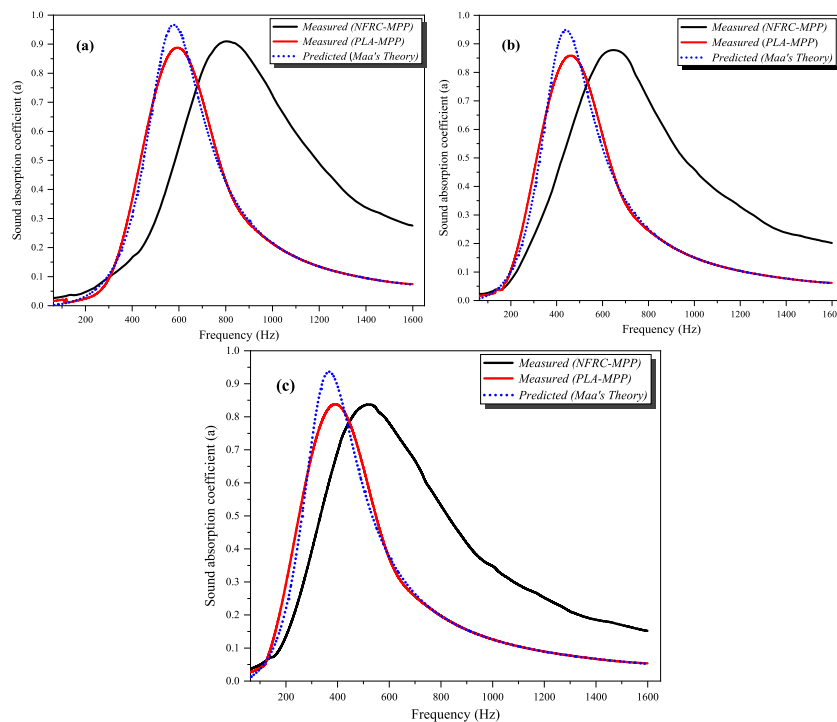 (a)
Measured (NFRC-MPP)
Measured (PLA-MPP)
Predicted (Maa's Theory)
Sound absorption coefficient (a)
1.0
0.9
0.8
0.7
0.6
0.5
0.4
0.3
0.2
0.1
0.0
200 400 600 800 1000 1200 1400 1600
Frequency (Hz)
(b)
Measured (NFRC-MPP)
Measured (PLA-MPP)
Predicted (Maa's Theory)
Sound absorption coefficient (a)
1.0
0.9
0.8
0.7
0.6
0.5
0.4
0.3
0.2
0.1
0.0
200 400 600 800 1000 1200 1400 1600
Frequency (Hz)
(c)
Measured (NFRC-MPP)
Measured (PLA-MPP)
Predicted (Maa's Theory)
Sound absorption coefficient (a)
1.0
0.9
0.8
0.7
0.6
0.5
0.4
0.3
0.2
0.1
0.0
200 400 600 800 1000 1200 1400 1600
Frequency (Hz)